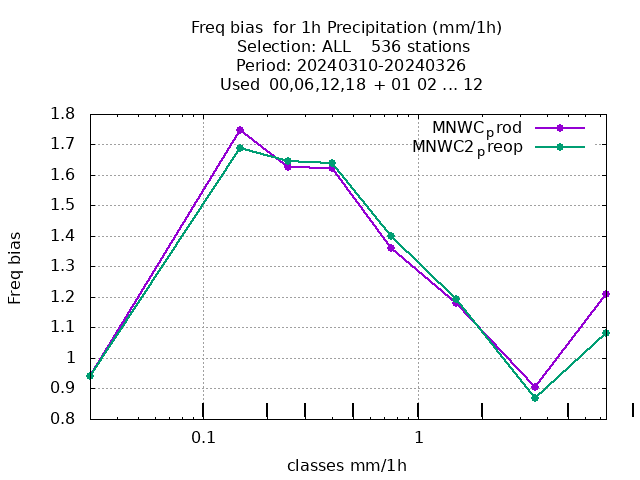 Freq bias for 1h Precipitation (mm/1h)
Selection: ALL 536 stations
Period: 20240310-20240326
Used 00,06,12,18 + 01 02 ... 12
MNWC_prod
MNWC2_preop
1.8
1.7
1.6
1.5
1.4
1.3
1.2
1.1
1
0.9
0.8
Freq bias
0.1 1
classes mm/1h